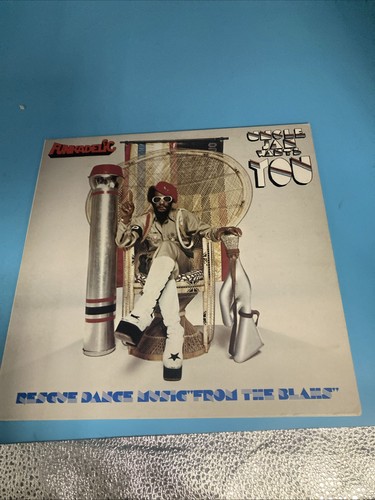 FUNKADELIC
UNCLE
JAM
WANTS
YOU
RESCUE DANCE MUSIC "FROM THE BLAHS"